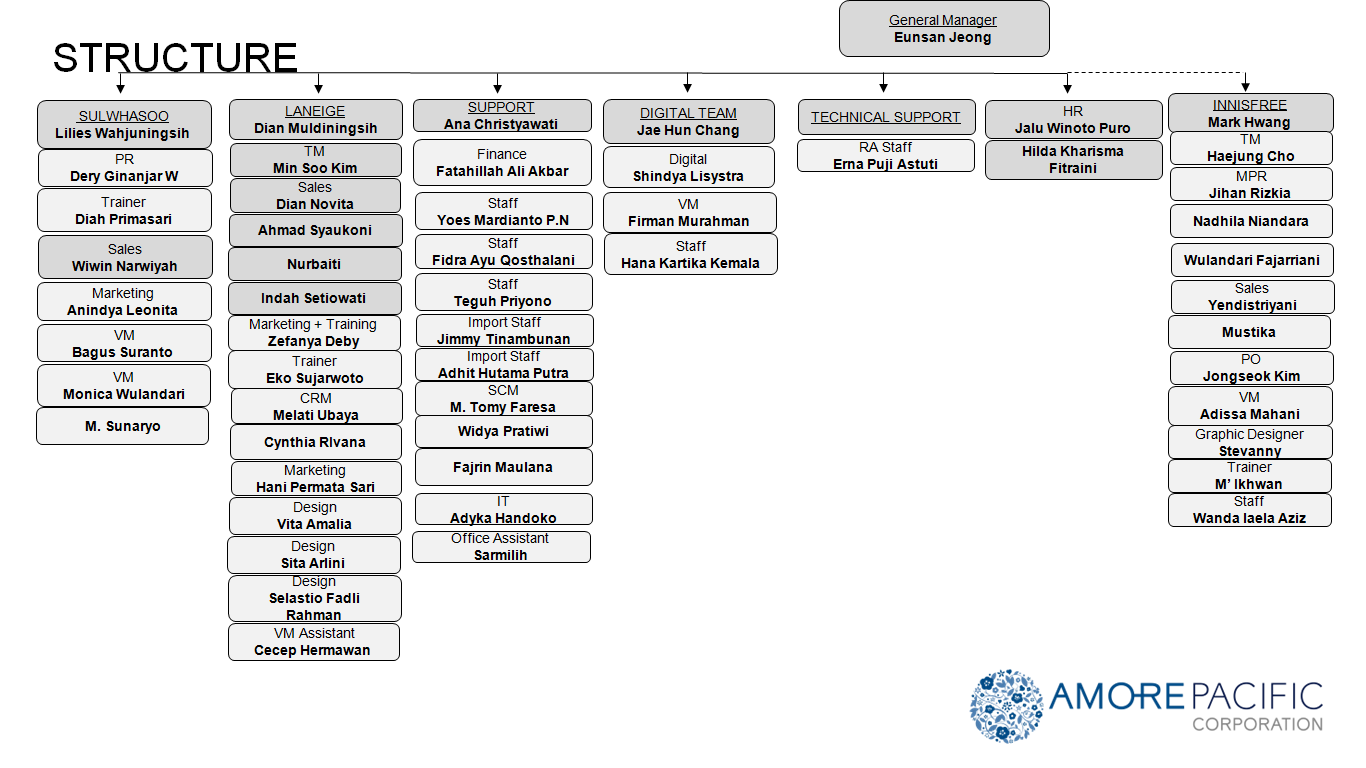 STRUCTURE
General Manager
Eunsan Jeong
SULWHASOO
Lilies Wahjuningsih
PR
Dery Ginanjar W
Trainer
Diah Primasari
Sales
Wiwin Narwiyah
Marketing
Anindya Leonita
VM
Bagus Suranto
VM
Monica Wulandari
M. Sunaryo
LANEIGE
Dian Muldiningsih
TM
Min Soo Kim
Sales
Dian Novita
Ahmad Syaukoni
Nurbaiti
Indah Setiowati
Marketing + Training
Zefanya Deby
Trainer
Eko Sujarwoto
CRM
Melati Ubaya
Cynthia RIvana
Marketing
Hani Permata Sari
Design
Vita Amalia
Design
Sita Arlini
Design
Selastio Fadli
Rahman
VM Assistant
Cecep Hermawan
SUPPORT
Ana Christyawati
Finance
Fatahillah Ali Akbar
Staff
Yoes Mardianto P.N
Staff
Fidra Ayu Qosthalani
Staff
Teguh Priyono
Import Staff
Jimmy Tinambunan
Import Staff
Adhit Hutama Putra
SCM
M. Tomy Faresa
Widya Pratiwi
Fajrin Maulana
IT
Adyka Handoko
Office Assistant
Sarmilih
DIGITAL TEAM
Jae Hun Chang
Digital
Shindya Lisystra
VM
Firman Murahman
Staff
Hana Kartika Kemala
TECHNICAL SUPPORT
RA Staff
Erna Puji Astuti
HR
Jalu Winoto Puro
Hilda Kharisma
Fitraini
INNISFREE
Mark Hwang
TM
Haejung Cho
MPR
Jihan Rizkia
Nadhila Niandara
Wulandari Fajarriani
Sales
Yendistriyani
Mustika
PO
Jongseok Kim
VM
Adissa Mahani
Graphic Designer
Stevanny
Trainer
M’ Ikhwan
Staff
Wanda laela Aziz
AMOREPACIFIC
CORPORATION